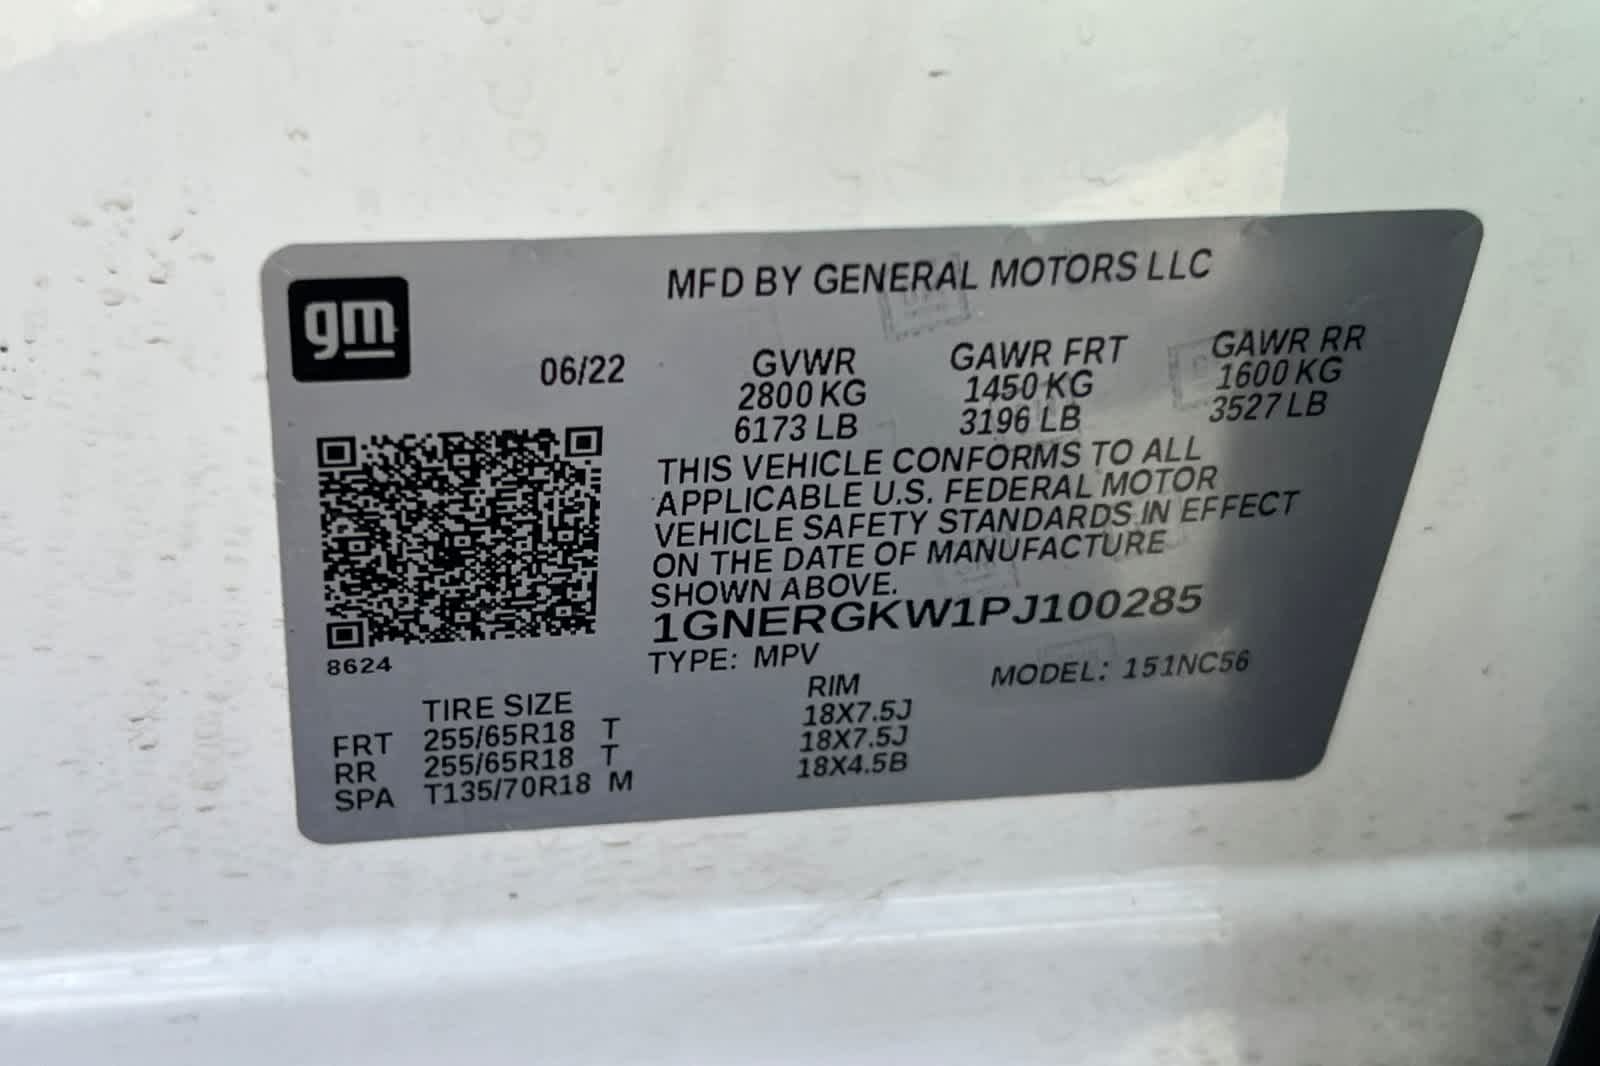 gm
MFD BY GENERAL MOTORS LLC
06/22
GVWR GAWR FRT GAWR RR
2800 KG 1450 KG 1600 KG
6173 LB 3196 LB 3527 LB
THIS VEHICLE CONFORMS TO ALL
APPLICABLE U.S. FEDERAL MOTOR
VEHICLE SAFETY STANDARDS IN EFFECT
ON THE DATE OF MANUFACTURE
SHOWN ABOVE.
1GNERGKW1PJ100285
8624
TYPE: MPV MODEL: 151NC56
TIRE SIZE RIM
FRT 255/65R18 T 18X7.5J
RR 255/65R18 T 18X7.5J
SPA T135/70R18 M 18X4.5B